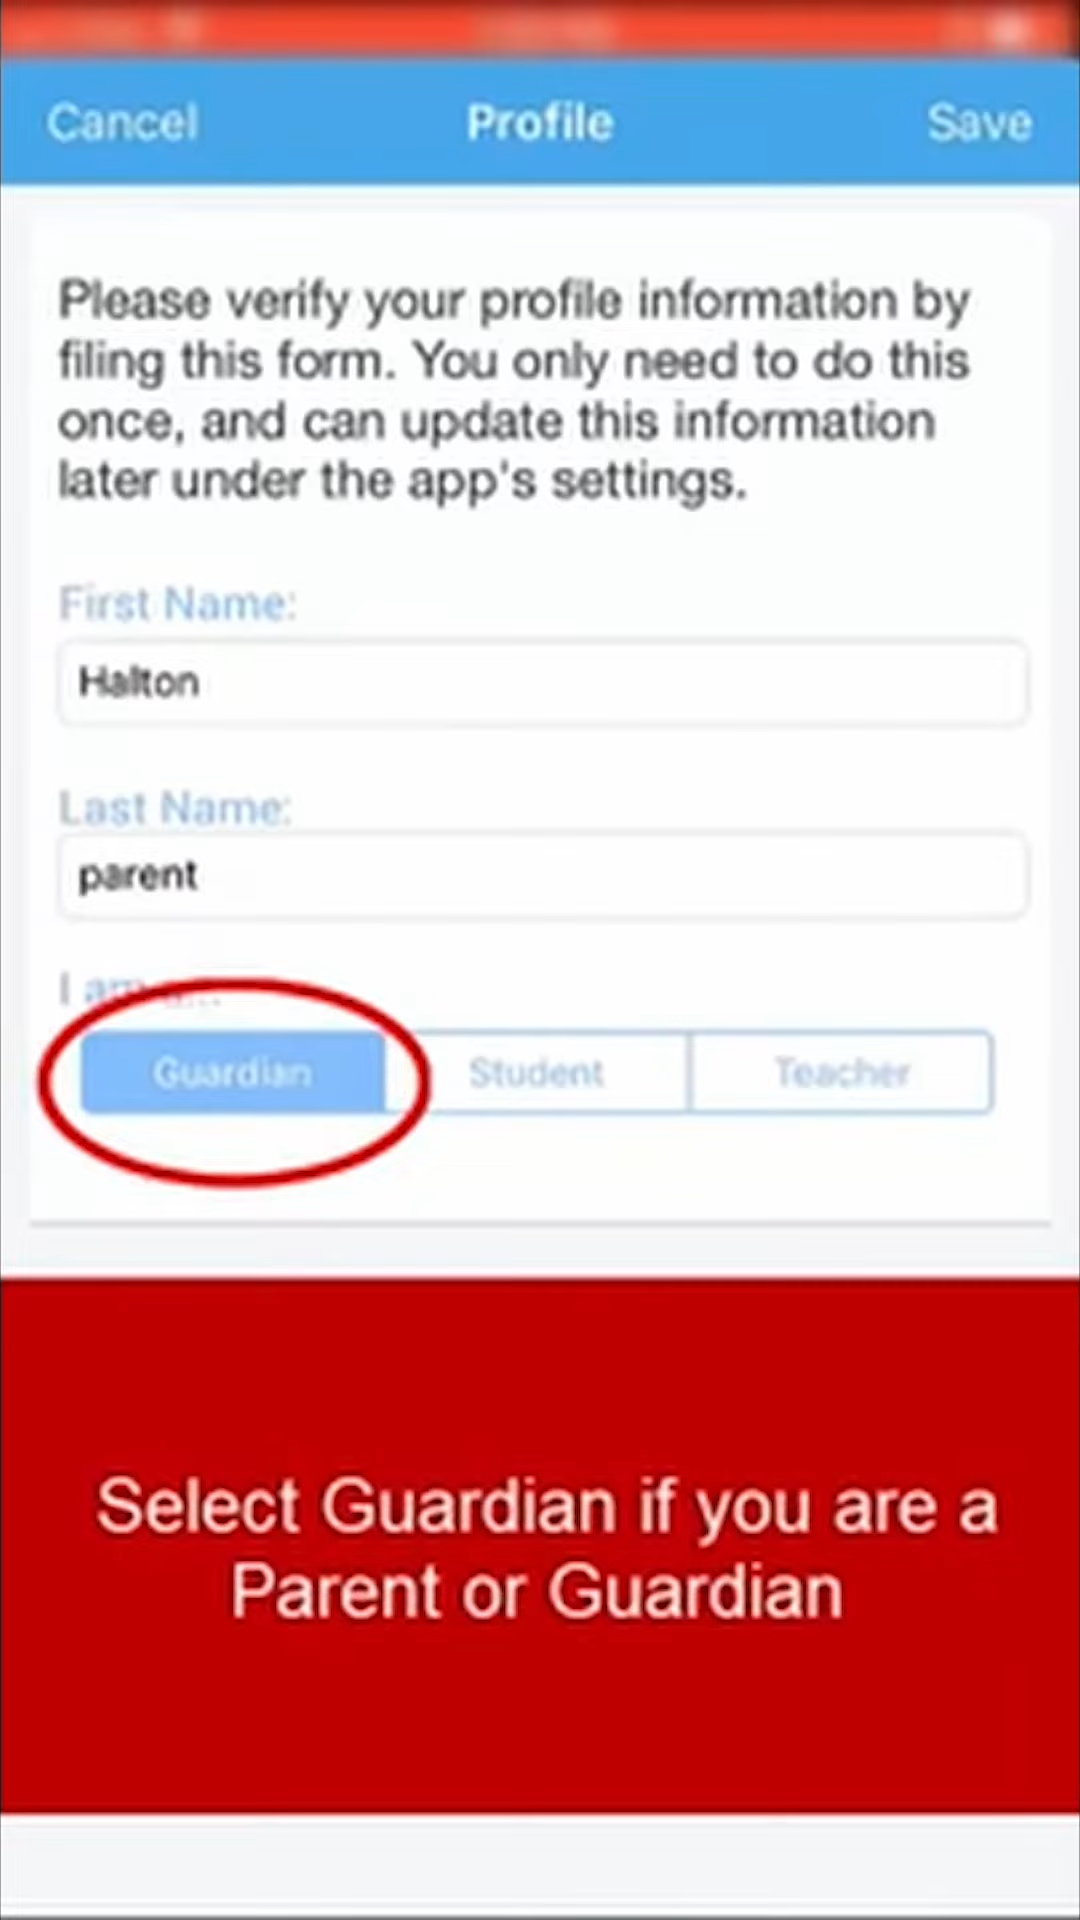 Cancel Profile Save
Please verify your profile information by
filing this form. You only need to do this
once, and can update this information
later under the app's settings.
First Name:
Halton
Last Name:
parent
I am a...
Guardian Student Teacher
Select Guardian if you are a
Parent or Guardian